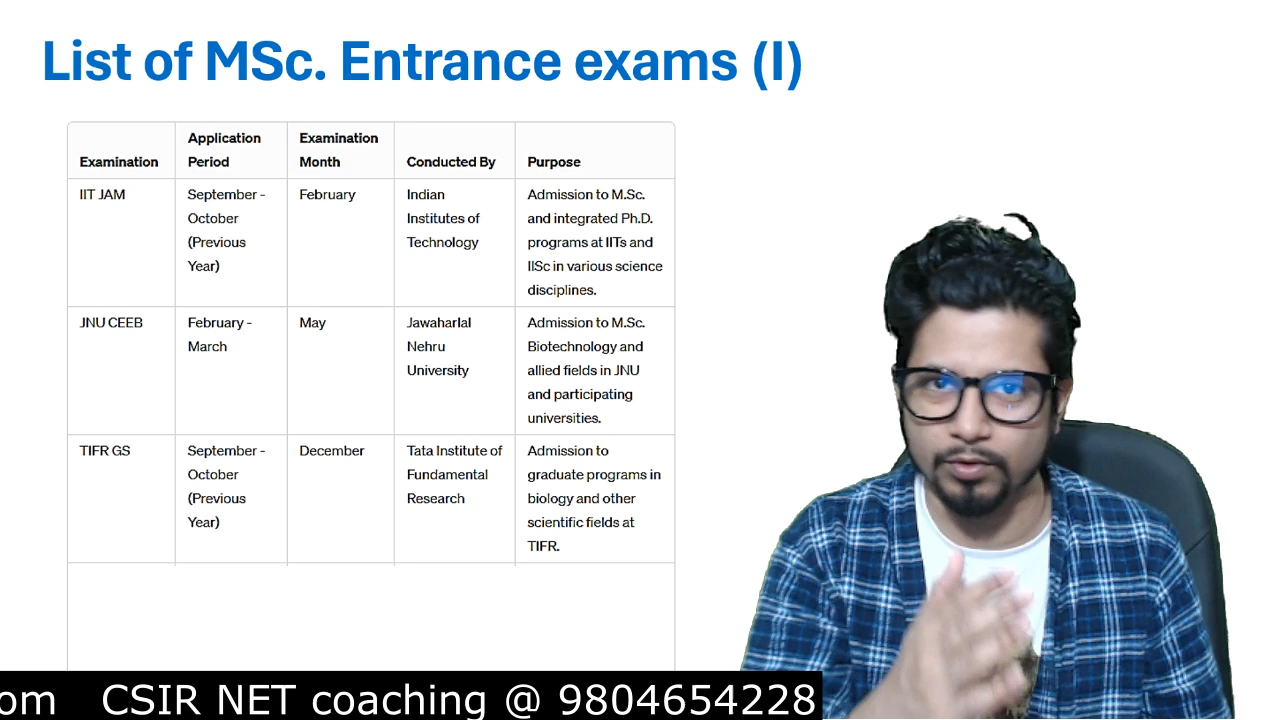 List of MSc. Entrance exams (I)
Examination
Application
Period
Examination
Month
Conducted By
Purpose
IIT JAM
September -
October
(Previous
Year)
February
Indian
Institutes of
Technology
Admission to M.Sc.
and integrated Ph.D.
programs at IITs and
IISc in various science
disciplines.
JNU CEEB
February -
March
May
Jawaharlal
Nehru
University
Admission to M.Sc.
Biotechnology and
allied fields in JNU
and participating
universities.
TIFR GS
September -
October
(Previous
Year)
December
Tata Institute of
Fundamental
Research
Admission to
graduate programs in
biology and other
scientific fields at
TIFR.
om CSIR NET coaching @ 9804654228